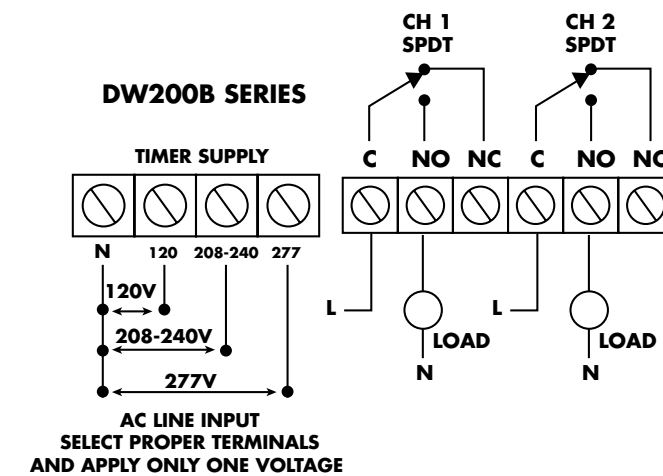 CH 1
SPDT
CH 2
SPDT
DW200B SERIES
TIMER SUPPLY
C NO NC C NO NC
N 120 208-240 277
120V
208-240V
277V
L
LOAD
N
L
LOAD
N
AC LINE INPUT
SELECT PROPER TERMINALS
AND APPLY ONLY ONE VOLTAGE